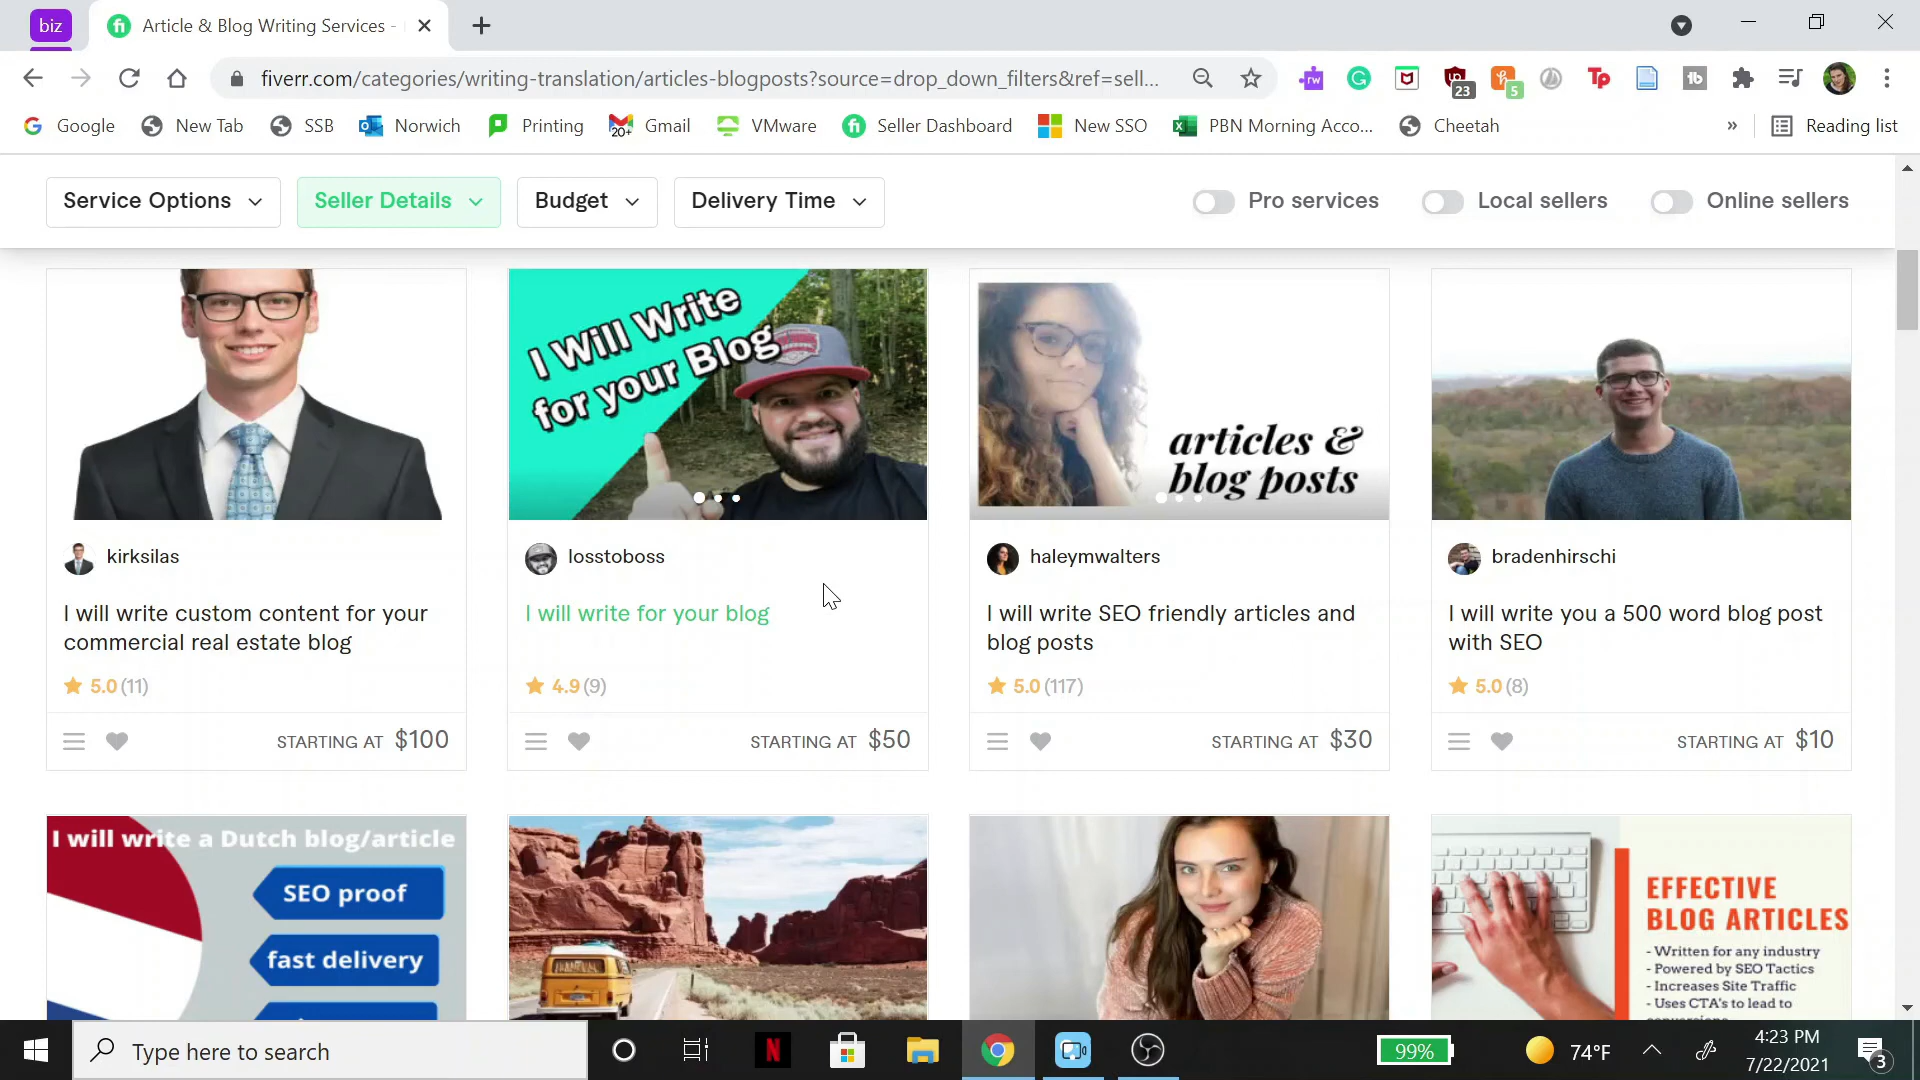 biz
Article & Blog Writing Services -
fiverr.com/categories/writing-translation/articles-blogposts?source=drop_down_filters&ref=sell...
rw
23
5
Tp
tb
Google
New Tab
SSB
Norwich
Printing
20+
Gmail
VMware
Seller Dashboard
New SSO
PBN Morning Acco...
Cheetah
»
Reading list
Service Options
Seller Details
Budget
Delivery Time
Pro services
Local sellers
Online sellers
I Will Write
for your Blog
articles &
blog posts
kirksilas
losstoboss
haleymwalters
bradenhirschi
I will write custom content for your
commercial real estate blog
I will write for your blog
I will write SEO friendly articles and
blog posts
I will write you a 500 word blog post
with SEO
5.0 (11)
4.9 (9)
5.0 (117)
5.0 (8)
STARTING AT $100
STARTING AT $50
STARTING AT $30
STARTING AT $10
I will write a Dutch blog/article
SEO proof
fast delivery
EFFECTIVE
BLOG ARTICLES
- Written for any industry
- Powered by SEO Tactics
- Increases Site Traffic
- Uses CTA's to lead to
Type here to search
N
99%
74°F
4:23 PM
7/22/2021
3